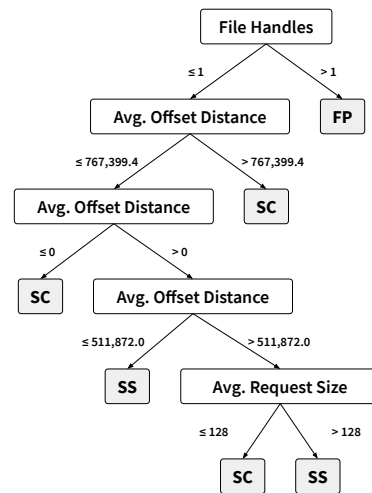 File Handles
≤ 1
> 1
Avg. Offset Distance
FP
≤ 767,399.4
> 767,399.4
Avg. Offset Distance
SC
≤ 0
> 0
SC
Avg. Offset Distance
≤ 511,872.0
> 511,872.0
SS
Avg. Request Size
≤ 128
> 128
SC
SS